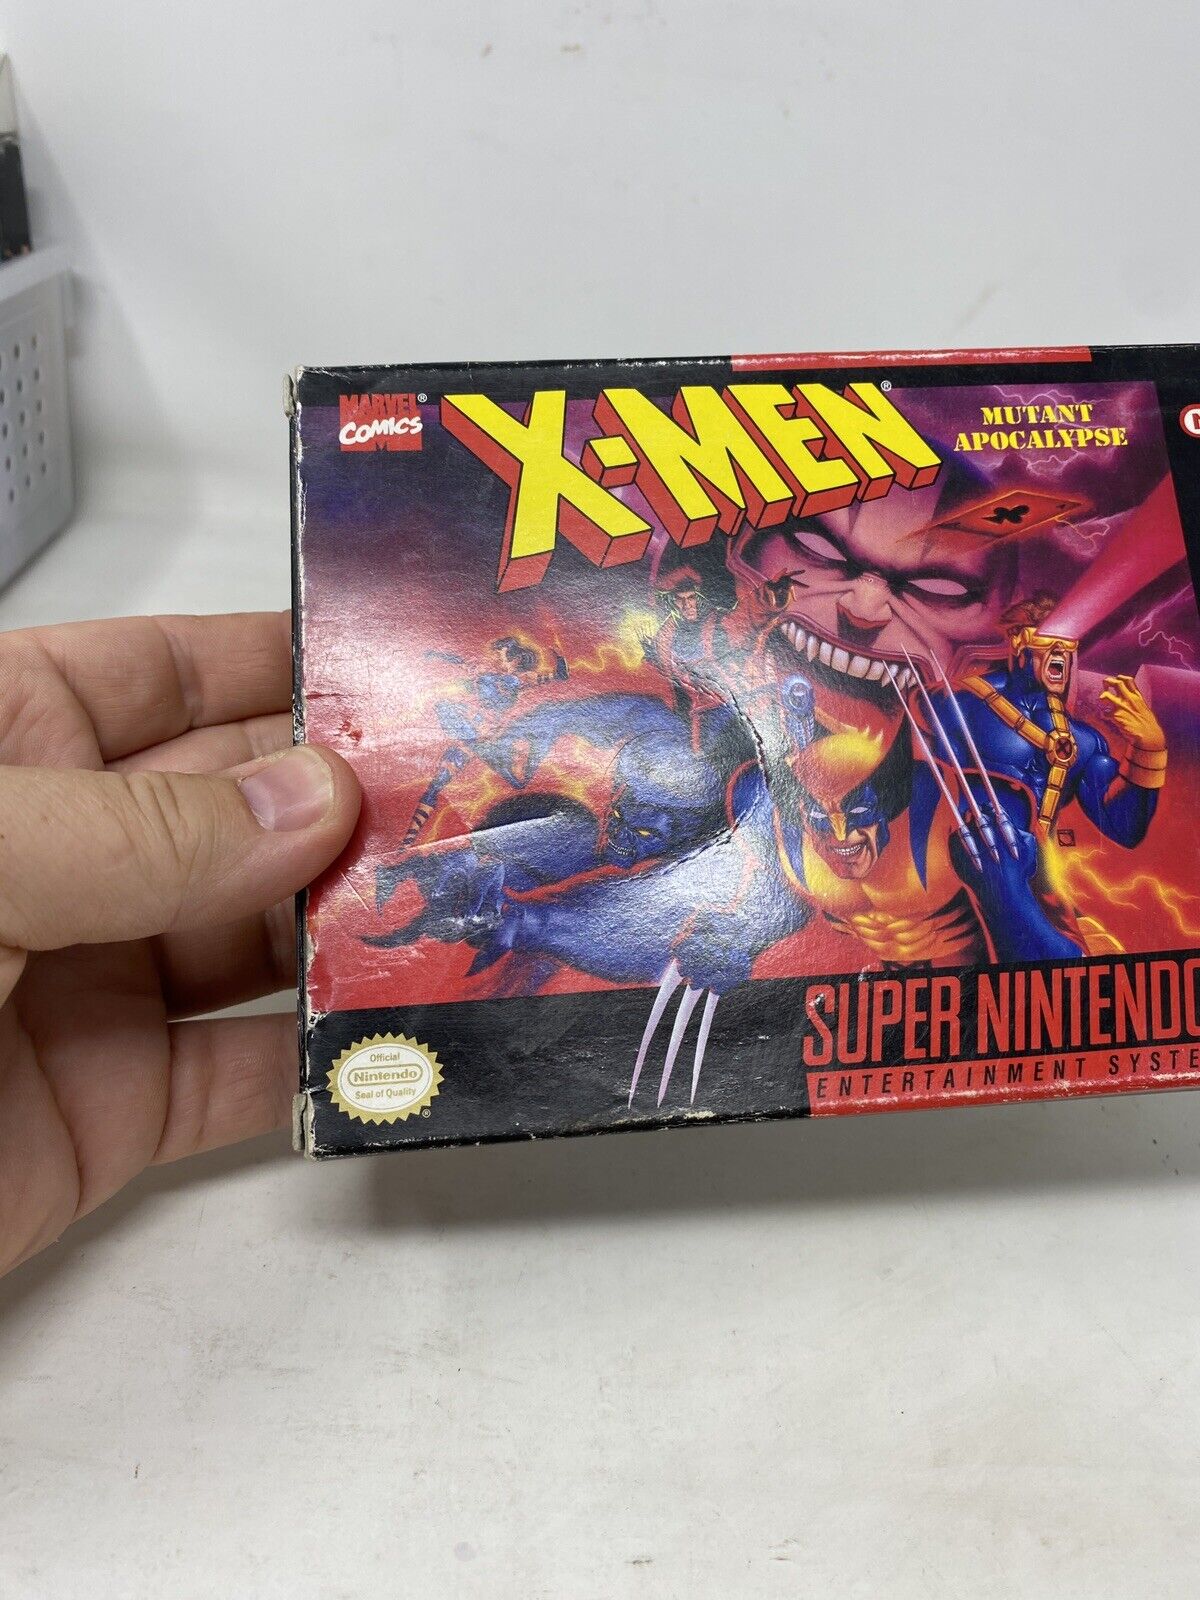 MARVEL®
COMICS
X-MEN®
MUTANT
APOCALYPSE
SUPER NINTENDO
ENTERTAINMENT SYSTE
Official
Nintendo
Seal of Quality
®